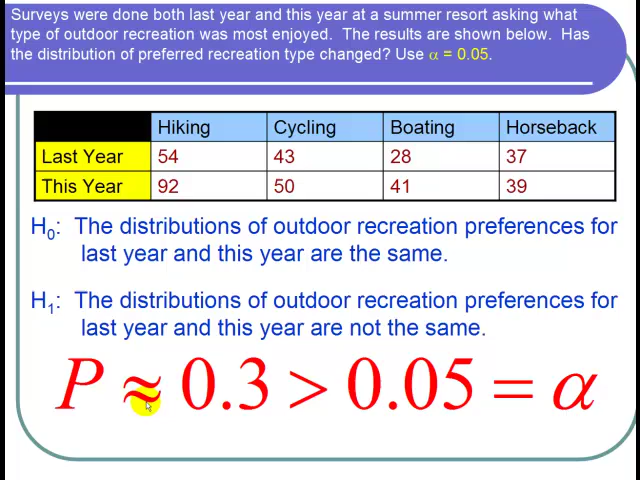 Surveys were done both last year and this year at a summer resort asking what
type of outdoor recreation was most enjoyed. The results are shown below. Has
the distribution of preferred recreation type changed? Use α = 0.05.
Hiking Cycling Boating Horseback
Last Year 54 43 28 37
This Year 92 50 41 39
H₀: The distributions of outdoor recreation preferences for
last year and this year are the same.
H₁: The distributions of outdoor recreation preferences for
last year and this year are not the same.
P ≈ 0.3 > 0.05 = α